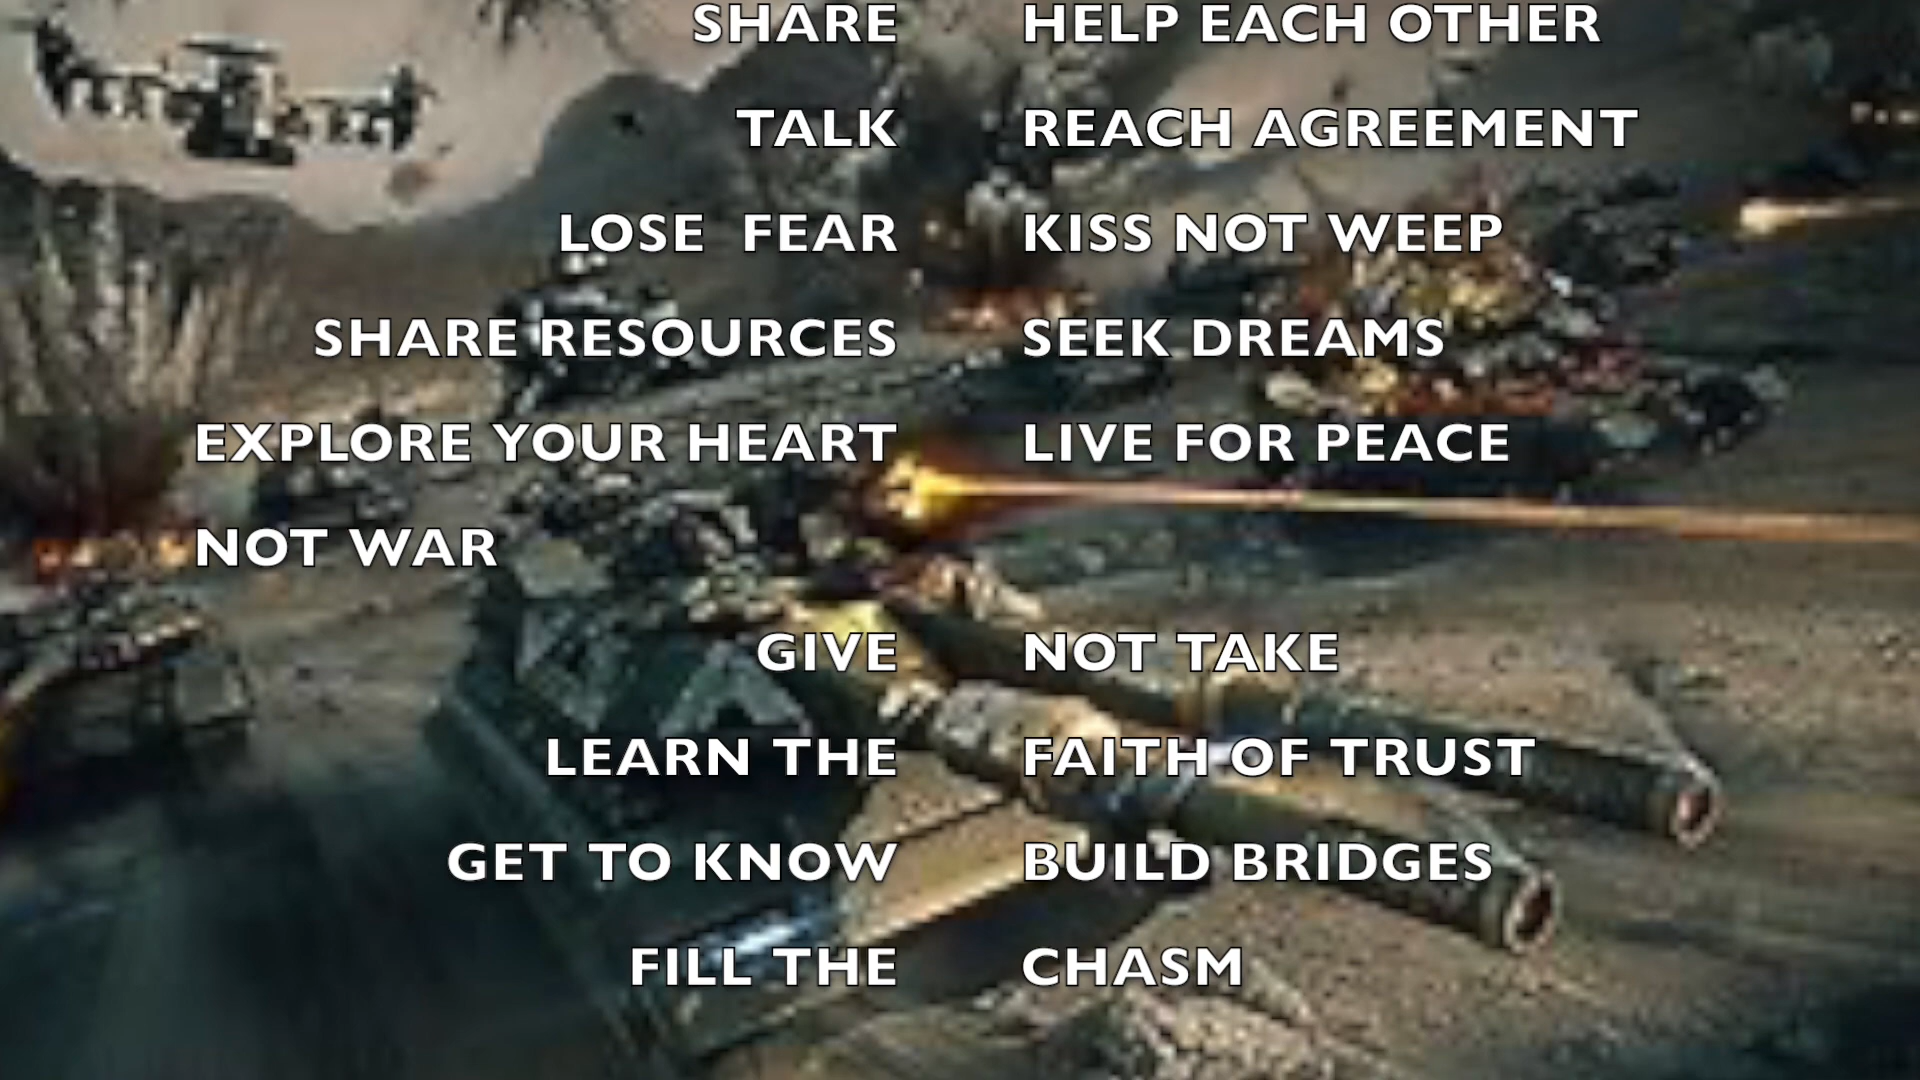 SHARE HELP EACH OTHER
TALK REACH AGREEMENT
LOSE  FEAR KISS NOT WEEP
SHARE RESOURCES SEEK DREAMS
EXPLORE YOUR HEART LIVE FOR PEACE
NOT WAR
GIVE NOT TAKE
LEARN THE FAITH OF TRUST
GET TO KNOW BUILD BRIDGES
FILL THE CHASM